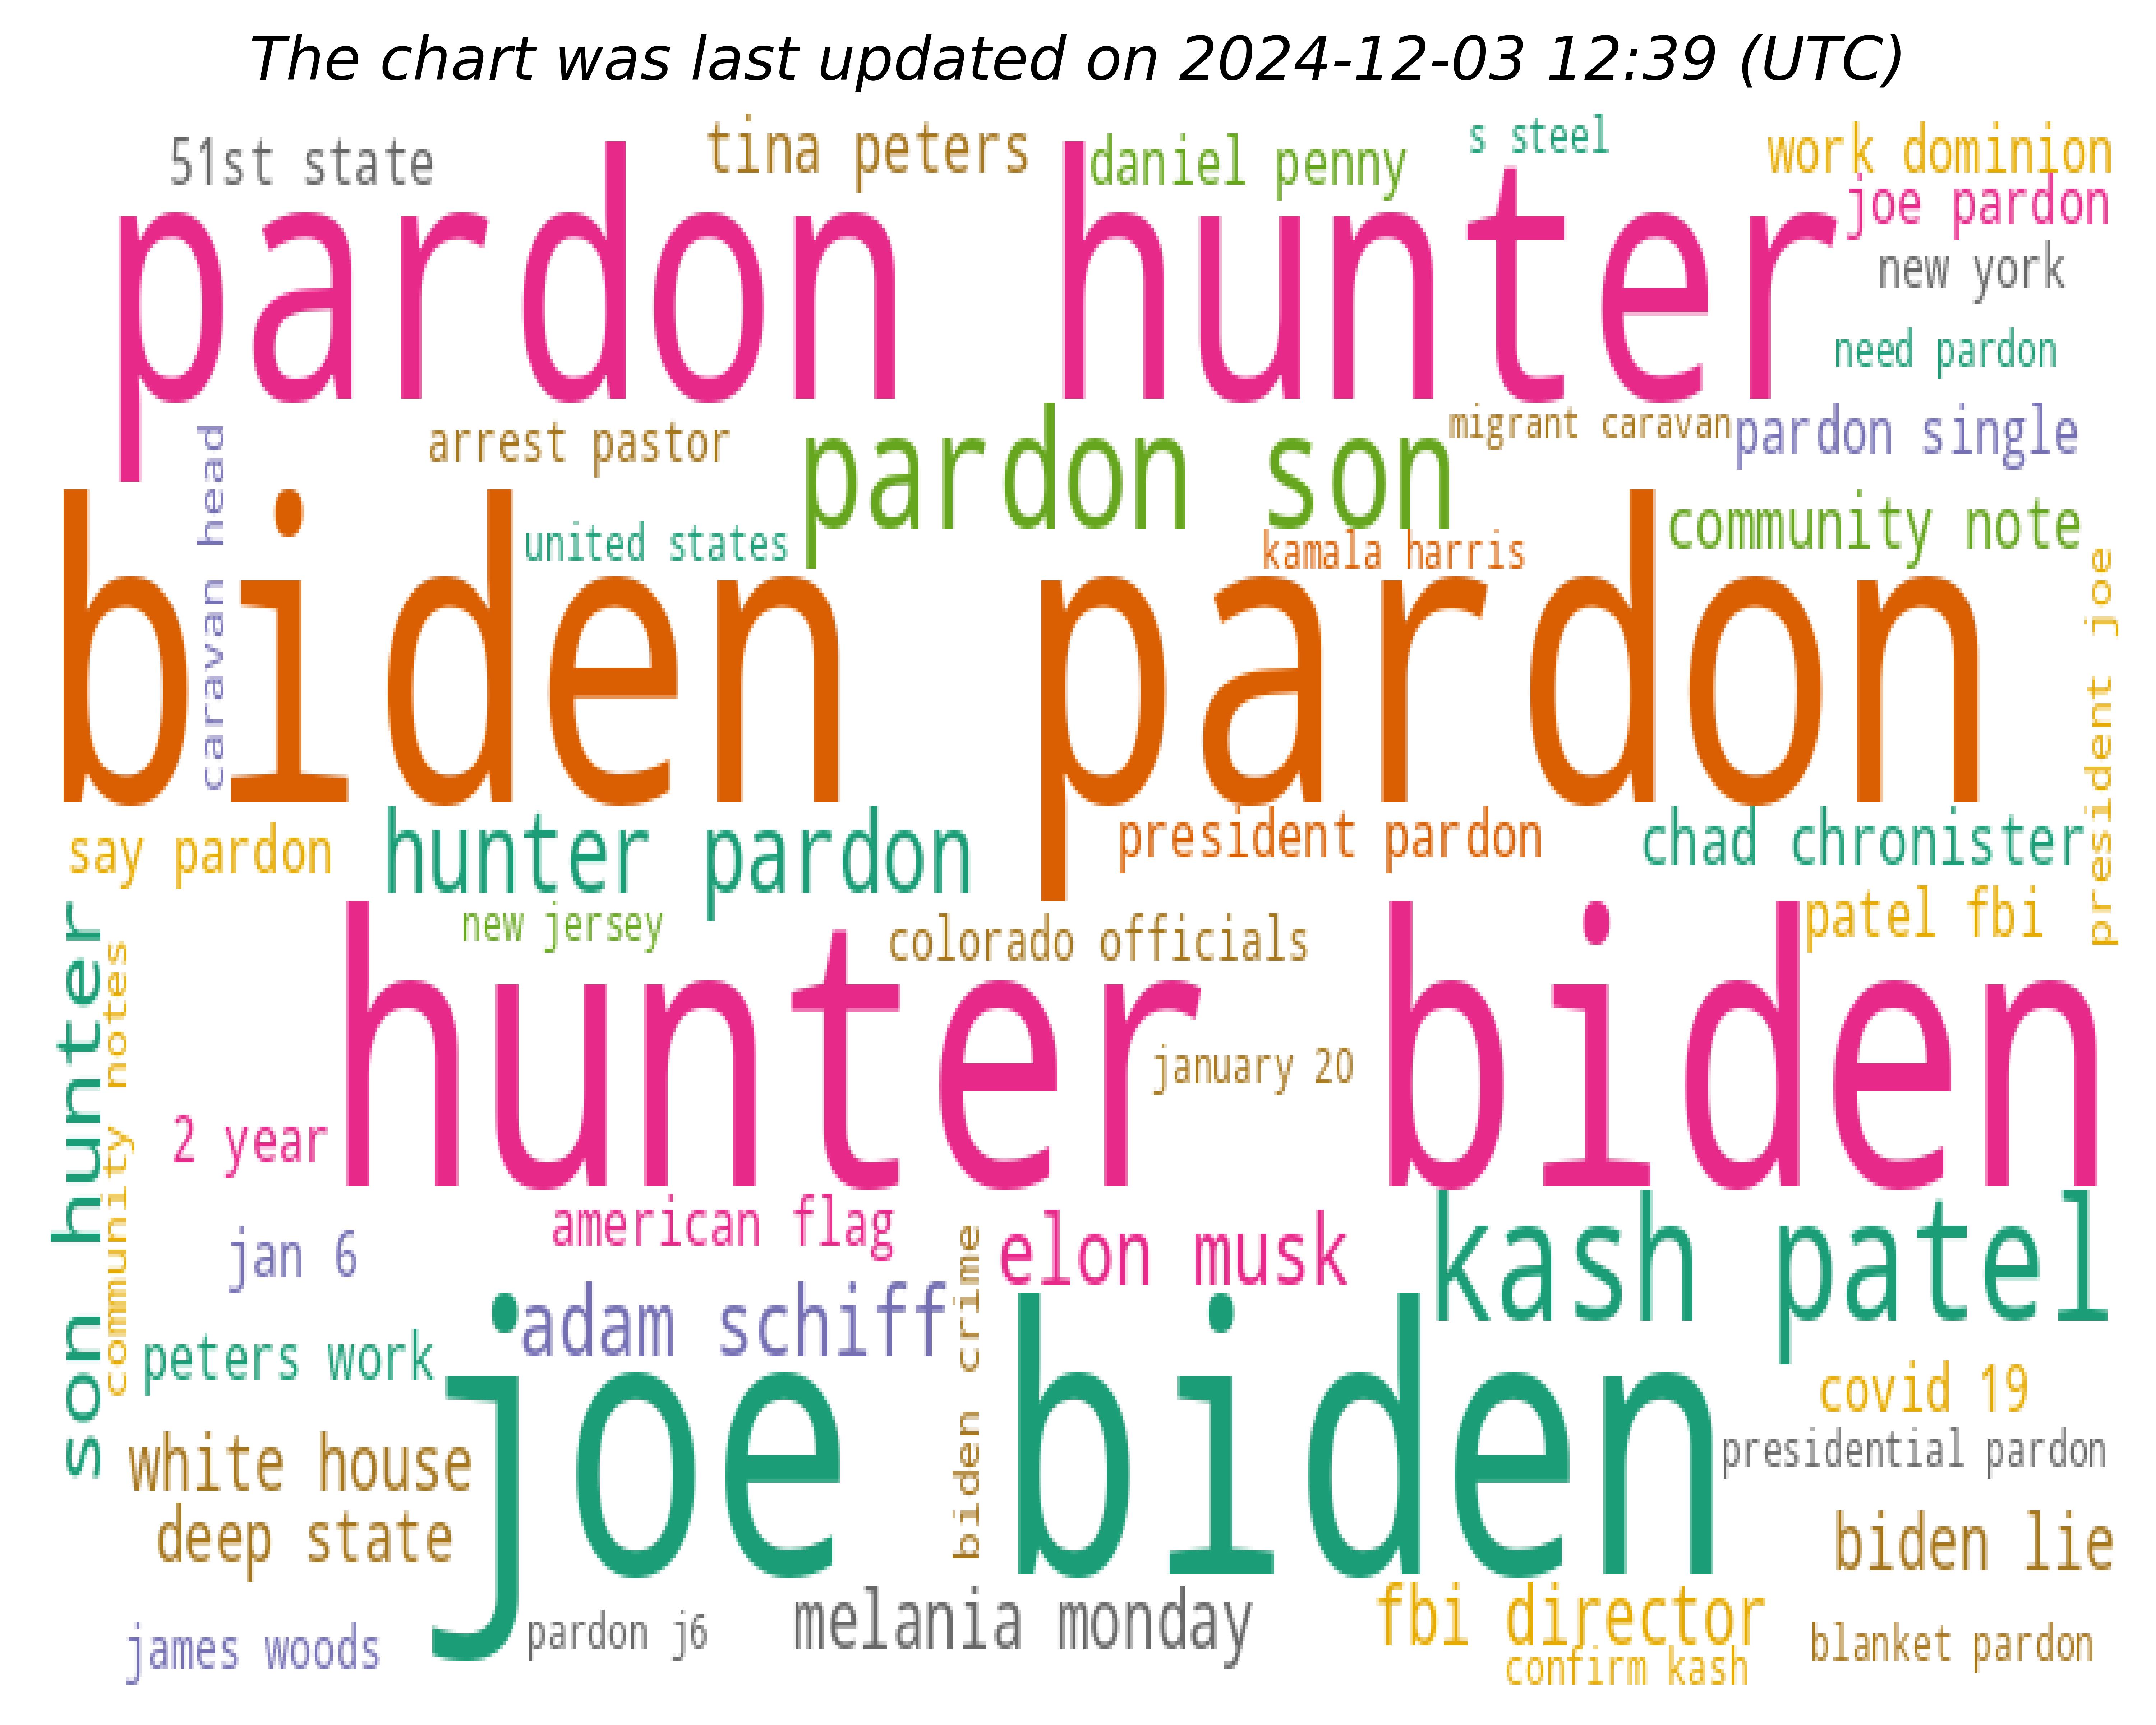 The chart was last updated on 2024-12-03 12:39 (UTC)
51st state
tina peters
daniel penny
s steel
work dominion
joe pardon
pardon hunter
new york
need pardon
arrest pastor
pardon son
migrant caravan
pardon single
caravan head
united states
kamala harris
community note
biden pardon
president joe
say pardon
hunter pardon
president pardon
chad chronister
new jersey
colorado officials
patel fbi
son hunter
community notes
hunter biden
january 20
2 year
american flag
elon musk
kash patel
jan 6
adam schiff
biden crime
peters work
joe biden
covid 19
white house
presidential pardon
deep state
biden lie
james woods
pardon j6
melania monday
fbi director
confirm kash
blanket pardon